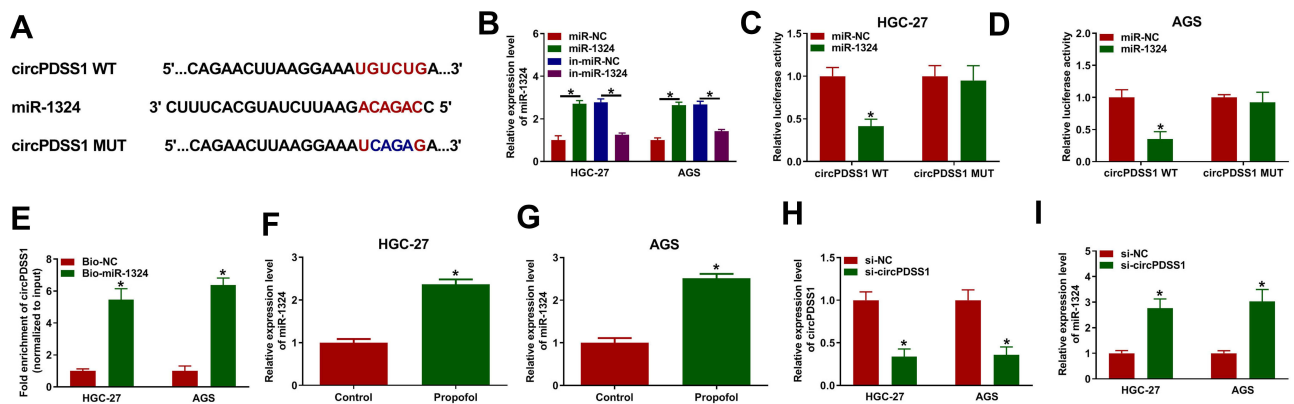 A
circPDSS1 WT 5'...CAGAACUUAAGGAAAUGUCUGA...3'
miR-1324 3' CUUUCACGUAUCUUAAGACAGACC 5'
circPDSS1 MUT 5'...CAGAACUUAAGGAAAUCAGAGA...3'
B
Relative expression level
of miR-1324
6
4
2
0
miR-NC
miR-1324
in-miR-NC
in-miR-1324
* * * *
HGC-27 AGS
C
HGC-27
Relative luciferase activity
1.5
1.0
0.5
0.0
miR-NC
miR-1324
*
circPDSS1 WT circPDSS1 MUT
D
AGS
Relative luciferase activity
2.0
1.5
1.0
0.5
0.0
miR-NC
miR-1324
*
circPDSS1 WT circPDSS1 MUT
E
Fold enrichment of circPDSS1
(normalized to input)
8
6
4
2
0
Bio-NC
Bio-miR-1324
* *
HGC-27 AGS
F
HGC-27
Relative expression level
of miR-1324
3
2
1
0
*
Control Propofol
G
AGS
Relative expression level
of miR-1324
3
2
1
0
*
Control Propofol
H
Relative expression level
of circPDSS1
1.5
1.0
0.5
0.0
si-NC
si-circPDSS1
* *
HGC-27 AGS
I
Relative expression level
of miR-1324
5
4
3
2
1
0
si-NC
si-circPDSS1
* *
HGC-27 AGS